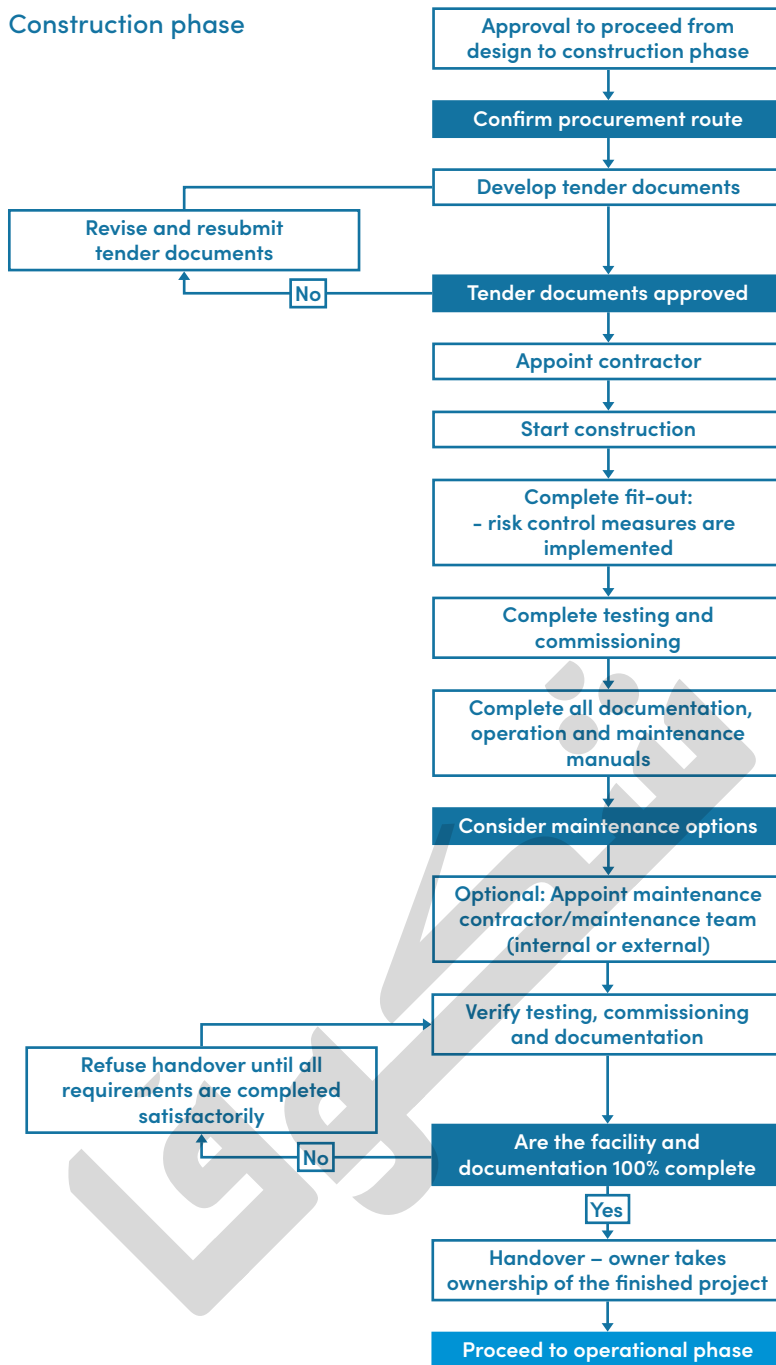 Construction phase
Approval to proceed from
design to construction phase
Confirm procurement route
Develop tender documents
Revise and resubmit
tender documents
No
Tender documents approved
Appoint contractor
Start construction
Complete fit-out:
- risk control measures are
implemented
Complete testing and
commissioning
Complete all documentation,
operation and maintenance
manuals
Consider maintenance options
Optional: Appoint maintenance
contractor/maintenance team
(internal or external)
Verify testing, commissioning
and documentation
Refuse handover until all
requirements are completed
satisfactorily
No
Are the facility and
documentation 100% complete
Yes
Handover – owner takes
ownership of the finished project
Proceed to operational phase